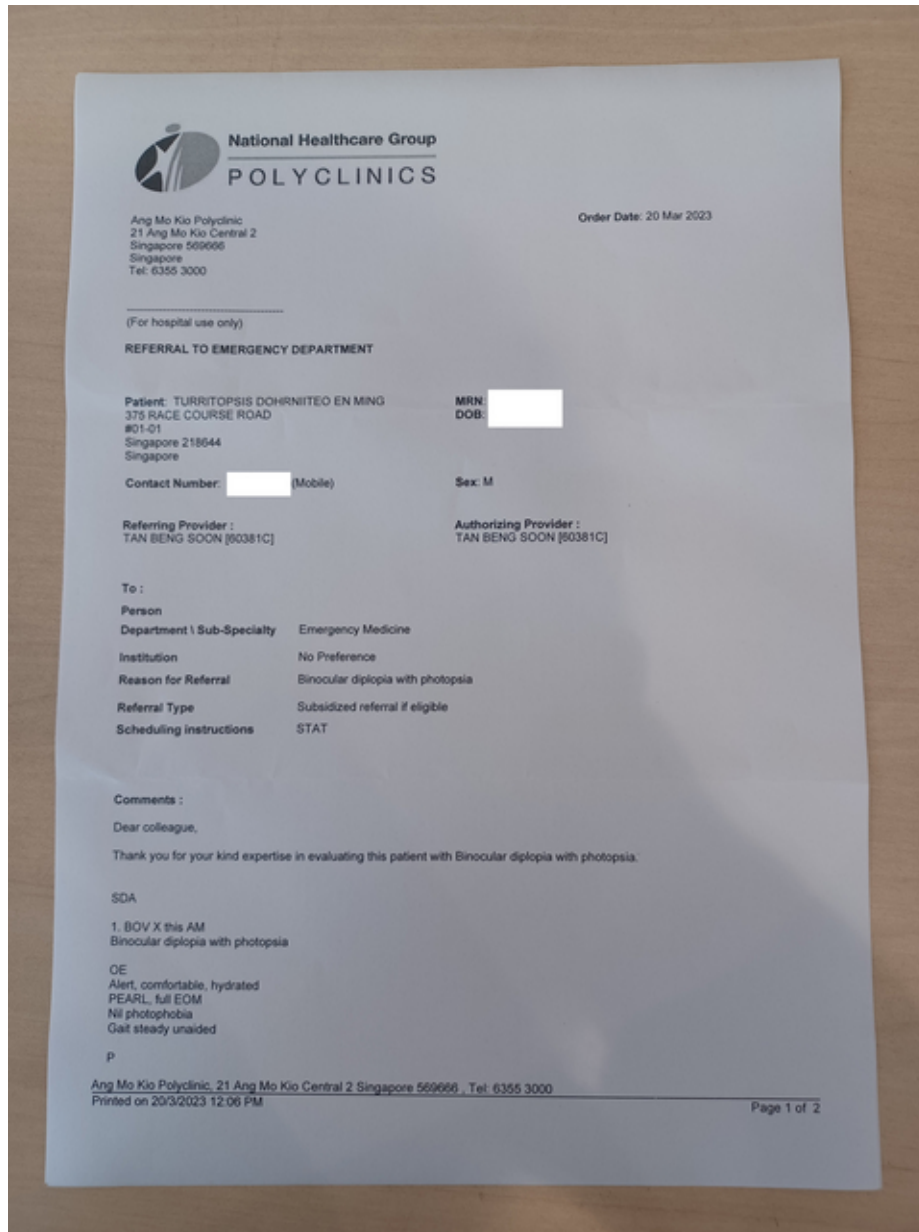 National Healthcare Group
POLYCLINICS
Ang Mo Kio Polyclinic
21 Ang Mo Kio Central 2
Singapore 569666
Singapore
Tel: 6355 3000
Order Date: 20 Mar 2023
(For hospital use only)
REFERRAL TO EMERGENCY DEPARTMENT
Patient: TURRITOPSIS DOHRNIITEO EN MING
375 RACE COURSE ROAD
#01-01
Singapore 218644
Singapore
MRN:
DOB:
Contact Number: (Mobile)
Sex: M
Referring Provider :
TAN BENG SOON [60381C]
Authorizing Provider :
TAN BENG SOON [60381C]
To :
Person
Department \ Sub-Specialty Emergency Medicine
Institution No Preference
Reason for Referral Binocular diplopia with photopsia
Referral Type Subsidized referral if eligible
Scheduling instructions STAT
Comments :
Dear colleague,
Thank you for your kind expertise in evaluating this patient with Binocular diplopia with photopsia.
SDA
1. BOV X this AM
Binocular diplopia with photopsia
OE
Alert, comfortable, hydrated
PEARL, full EOM
Nil photophobia
Gait steady unaided
P
Ang Mo Kio Polyclinic, 21 Ang Mo Kio Central 2 Singapore 569666 , Tel: 6355 3000
Printed on 20/3/2023 12:06 PM
Page 1 of 2